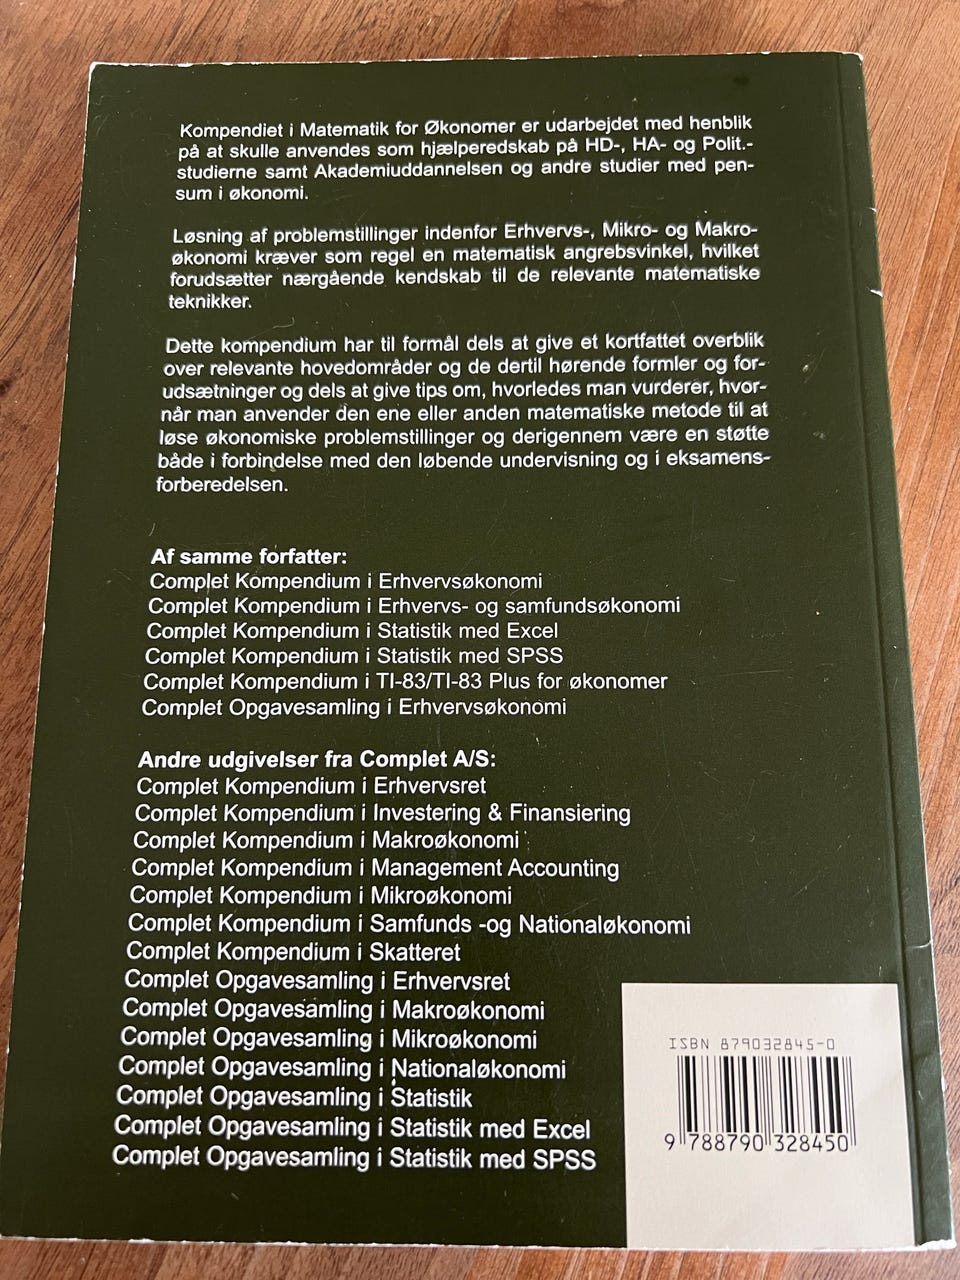 Kompendiet i Matematik for Økonomer er udarbejdet med henblik
på at skulle anvendes som hjælperedskab på HD-, HA- og Polit.-
studierne samt Akademiuddannelsen og andre studier med pen-
sum i økonomi.
Løsning af problemstillinger indenfor Erhvervs-, Mikro- og Makro-
økonomi kræver som regel en matematisk angrebsvinkel, hvilket
forudsætter nærgående kendskab til de relevante matematiske
teknikker.
Dette kompendium har til formål dels at give et kortfattet overblik
over relevante hovedområder og de dertil hørende formler og for-
udsætninger og dels at give tips om, hvorledes man vurderer, hvor-
når man anvender den ene eller anden matematiske metode til at
løse økonomiske problemstillinger og derigennem være en støtte
både i forbindelse med den løbende undervisning og i eksamens-
forberedelsen.
Af samme forfatter:
Complet Kompendium i Erhvervsøkonomi
Complet Kompendium i Erhvervs- og samfundsøkonomi
Complet Kompendium i Statistik med Excel
Complet Kompendium i Statistik med SPSS
Complet Kompendium i TI-83/TI-83 Plus for økonomer
Complet Opgavesamling i Erhvervsøkonomi
Andre udgivelser fra Complet A/S:
Complet Kompendium i Erhvervsret
Complet Kompendium i Investering & Finansiering
Complet Kompendium i Makroøkonomi
Complet Kompendium i Management Accounting
Complet Kompendium i Mikroøkonomi
Complet Kompendium i Samfunds -og Nationaløkonomi
Complet Kompendium i Skatteret
Complet Opgavesamling i Erhvervsret
Complet Opgavesamling i Makroøkonomi
Complet Opgavesamling i Mikroøkonomi
Complet Opgavesamling i Nationaløkonomi
Complet Opgavesamling i Statistik
Complet Opgavesamling i Statistik med Excel
Complet Opgavesamling i Statistik med SPSS
ISBN 879032845-0
9 788790 328450